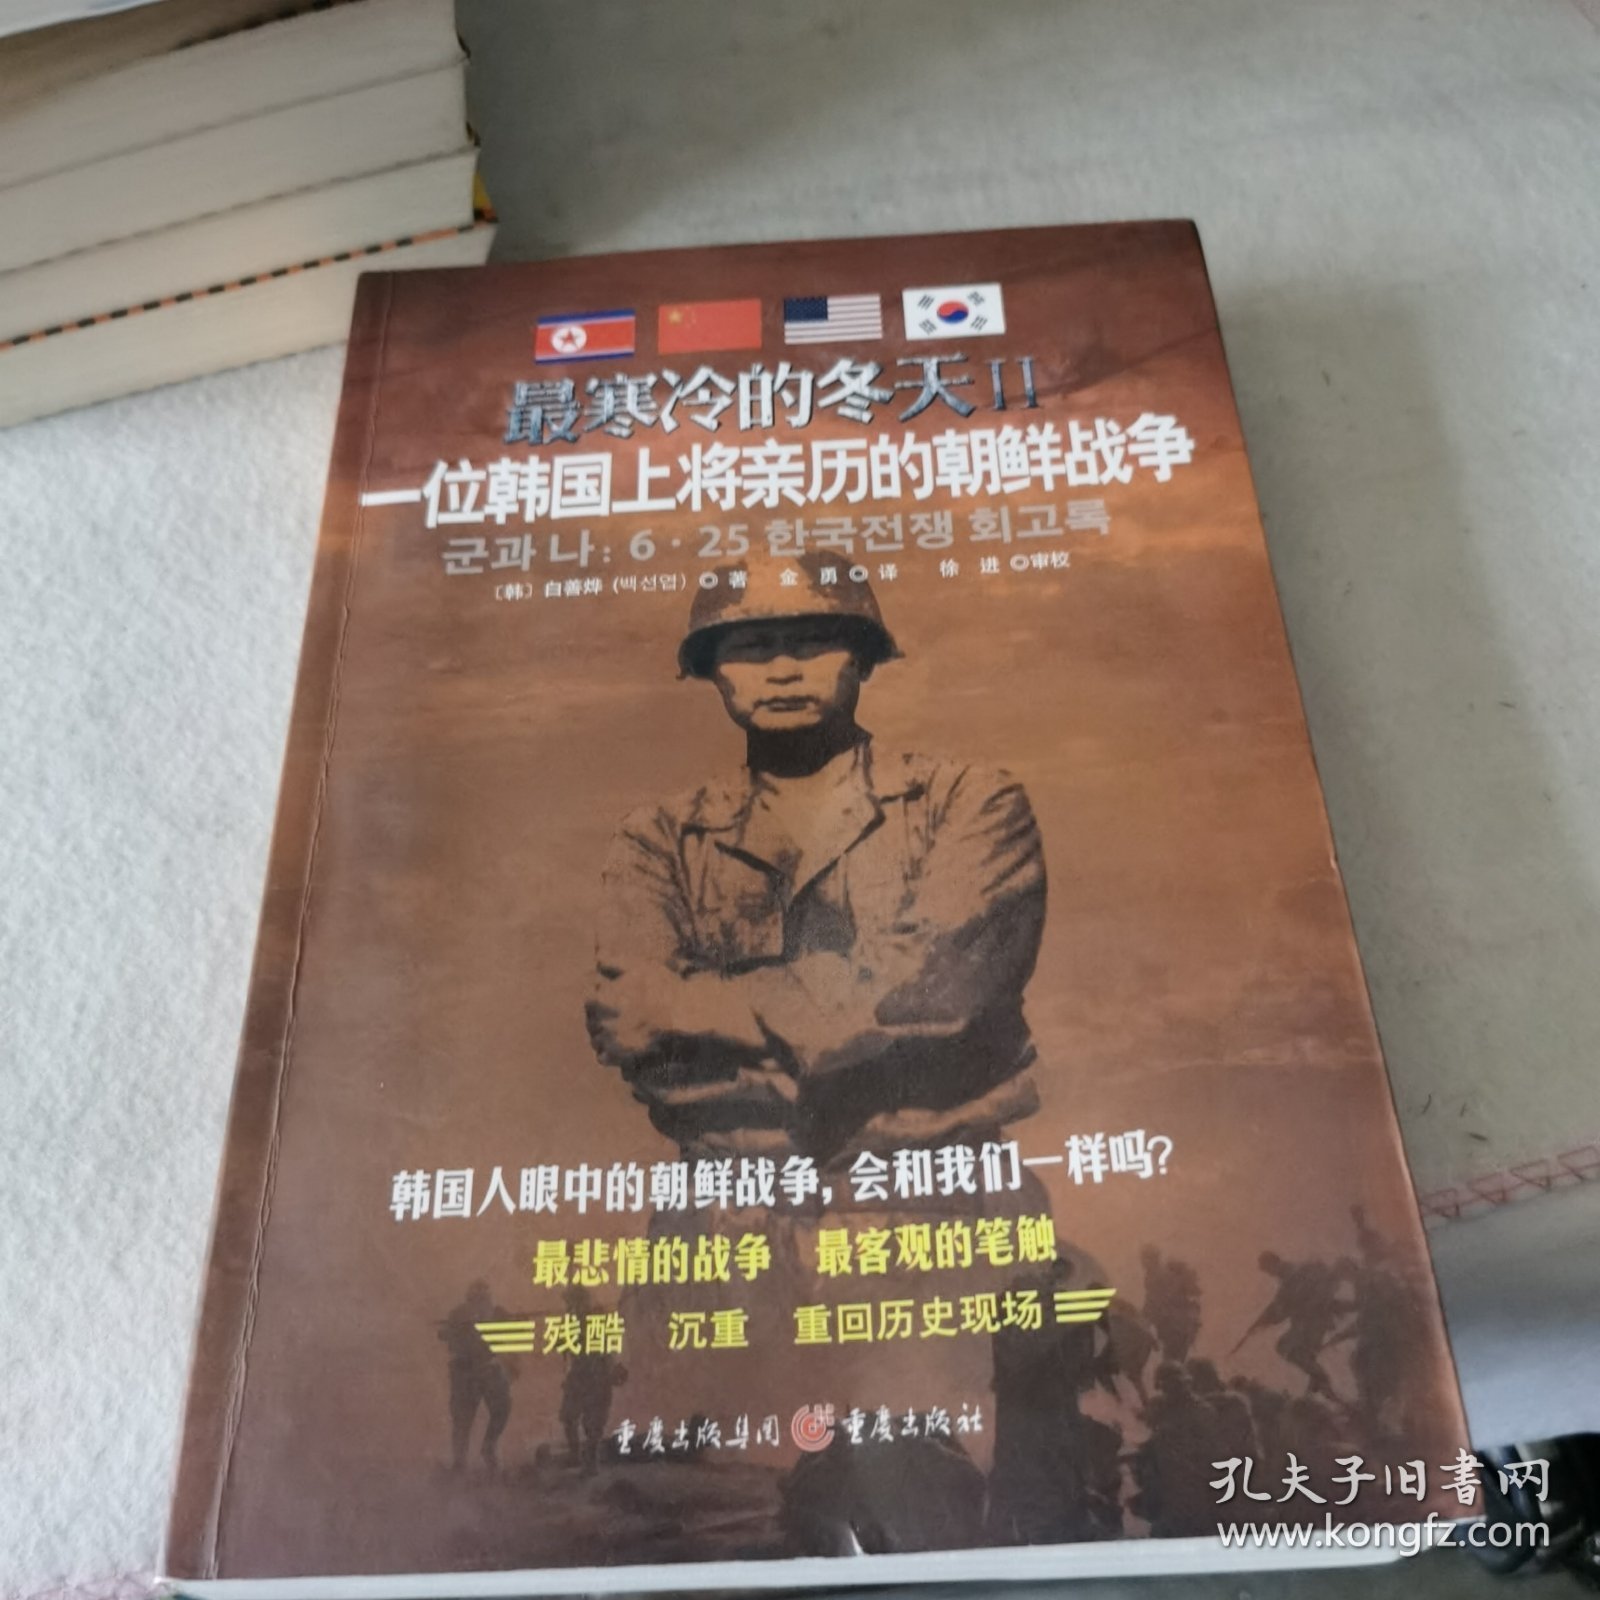 最寒冷的冬天II
一位韩国上将亲历的朝鲜战争
군과 나: 6·25 한국전쟁 회고록
〔韩〕白善烨 (백선엽) ◎著 金勇◎译 徐进◎审校
韩国人眼中的朝鲜战争,会和我们一样吗?
最悲情的战争 最客观的笔触
残酷 沉重 重回历史现场
重庆出版集团 重庆出版社
孔夫子旧书网
www.kongfz.com